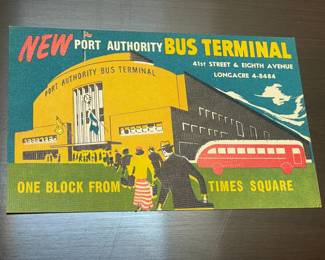 NEW PORT AUTHORITY BUS TERMINAL
41ST STREET & EIGHTH AVENUE
LONGACRE 4-8484
PORT AUTHORITY BUS TERMINAL
ONE BLOCK FROM TIMES SQUARE